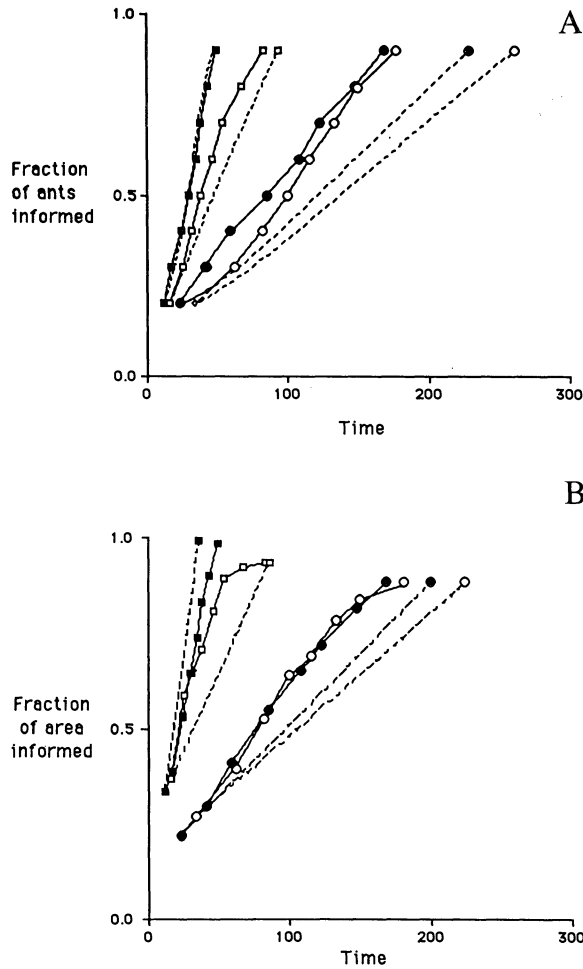 A
1.0
Fraction
of ants
informed
0.5
0.0
0
100
200
300
Time
B
1.0
Fraction
of area
informed
0.5
0.0
0
100
200
300
Time